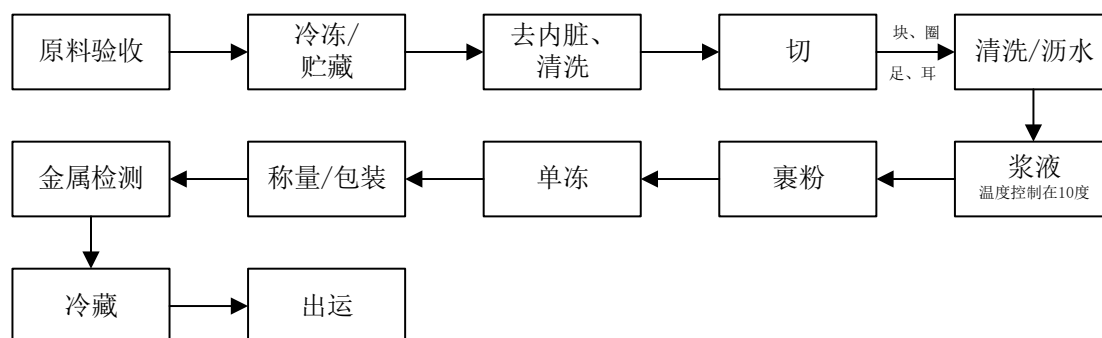 原料验收
冷冻/
贮藏
去内脏、
清洗
切
块、圈
足、耳
清洗/沥水
浆液
温度控制在10度
裹粉
单冻
称量/包装
金属检测
冷藏
出运